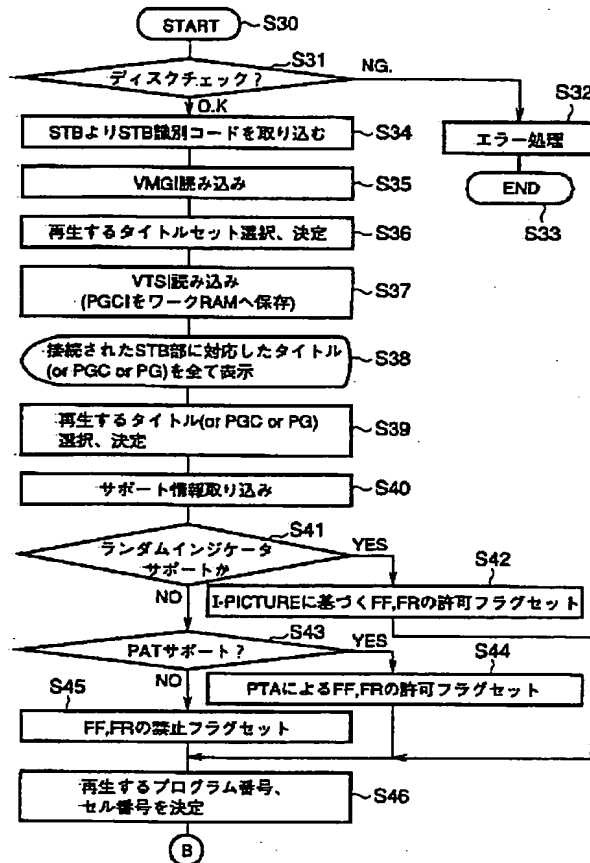 START
S30
ディスクチェック?
S31
NG.
O.K
S32
エラー処理
END
S33
STBよりSTB識別コードを取り込む
S34
VMGI読み込み
S35
再生するタイトルセット選択、決定
S36
VTSI読み込み
(PGCIをワークRAMへ保存)
S37
接続されたSTB部に対応したタイトル
(or PGC or PG)を全て表示
S38
再生するタイトル(or PGC or PG)
選択、決定
S39
サポート情報取り込み
S40
ランダムインジケータ
サポートか
S41
YES
NO
S42
I-PICTUREに基づくFF,FRの許可フラグセット
PATサポート?
S43
YES
NO
S44
PTAによるFF,FRの許可フラグセット
S45
FF,FRの禁止フラグセット
再生するプログラム番号、
セル番号を決定
S46
B